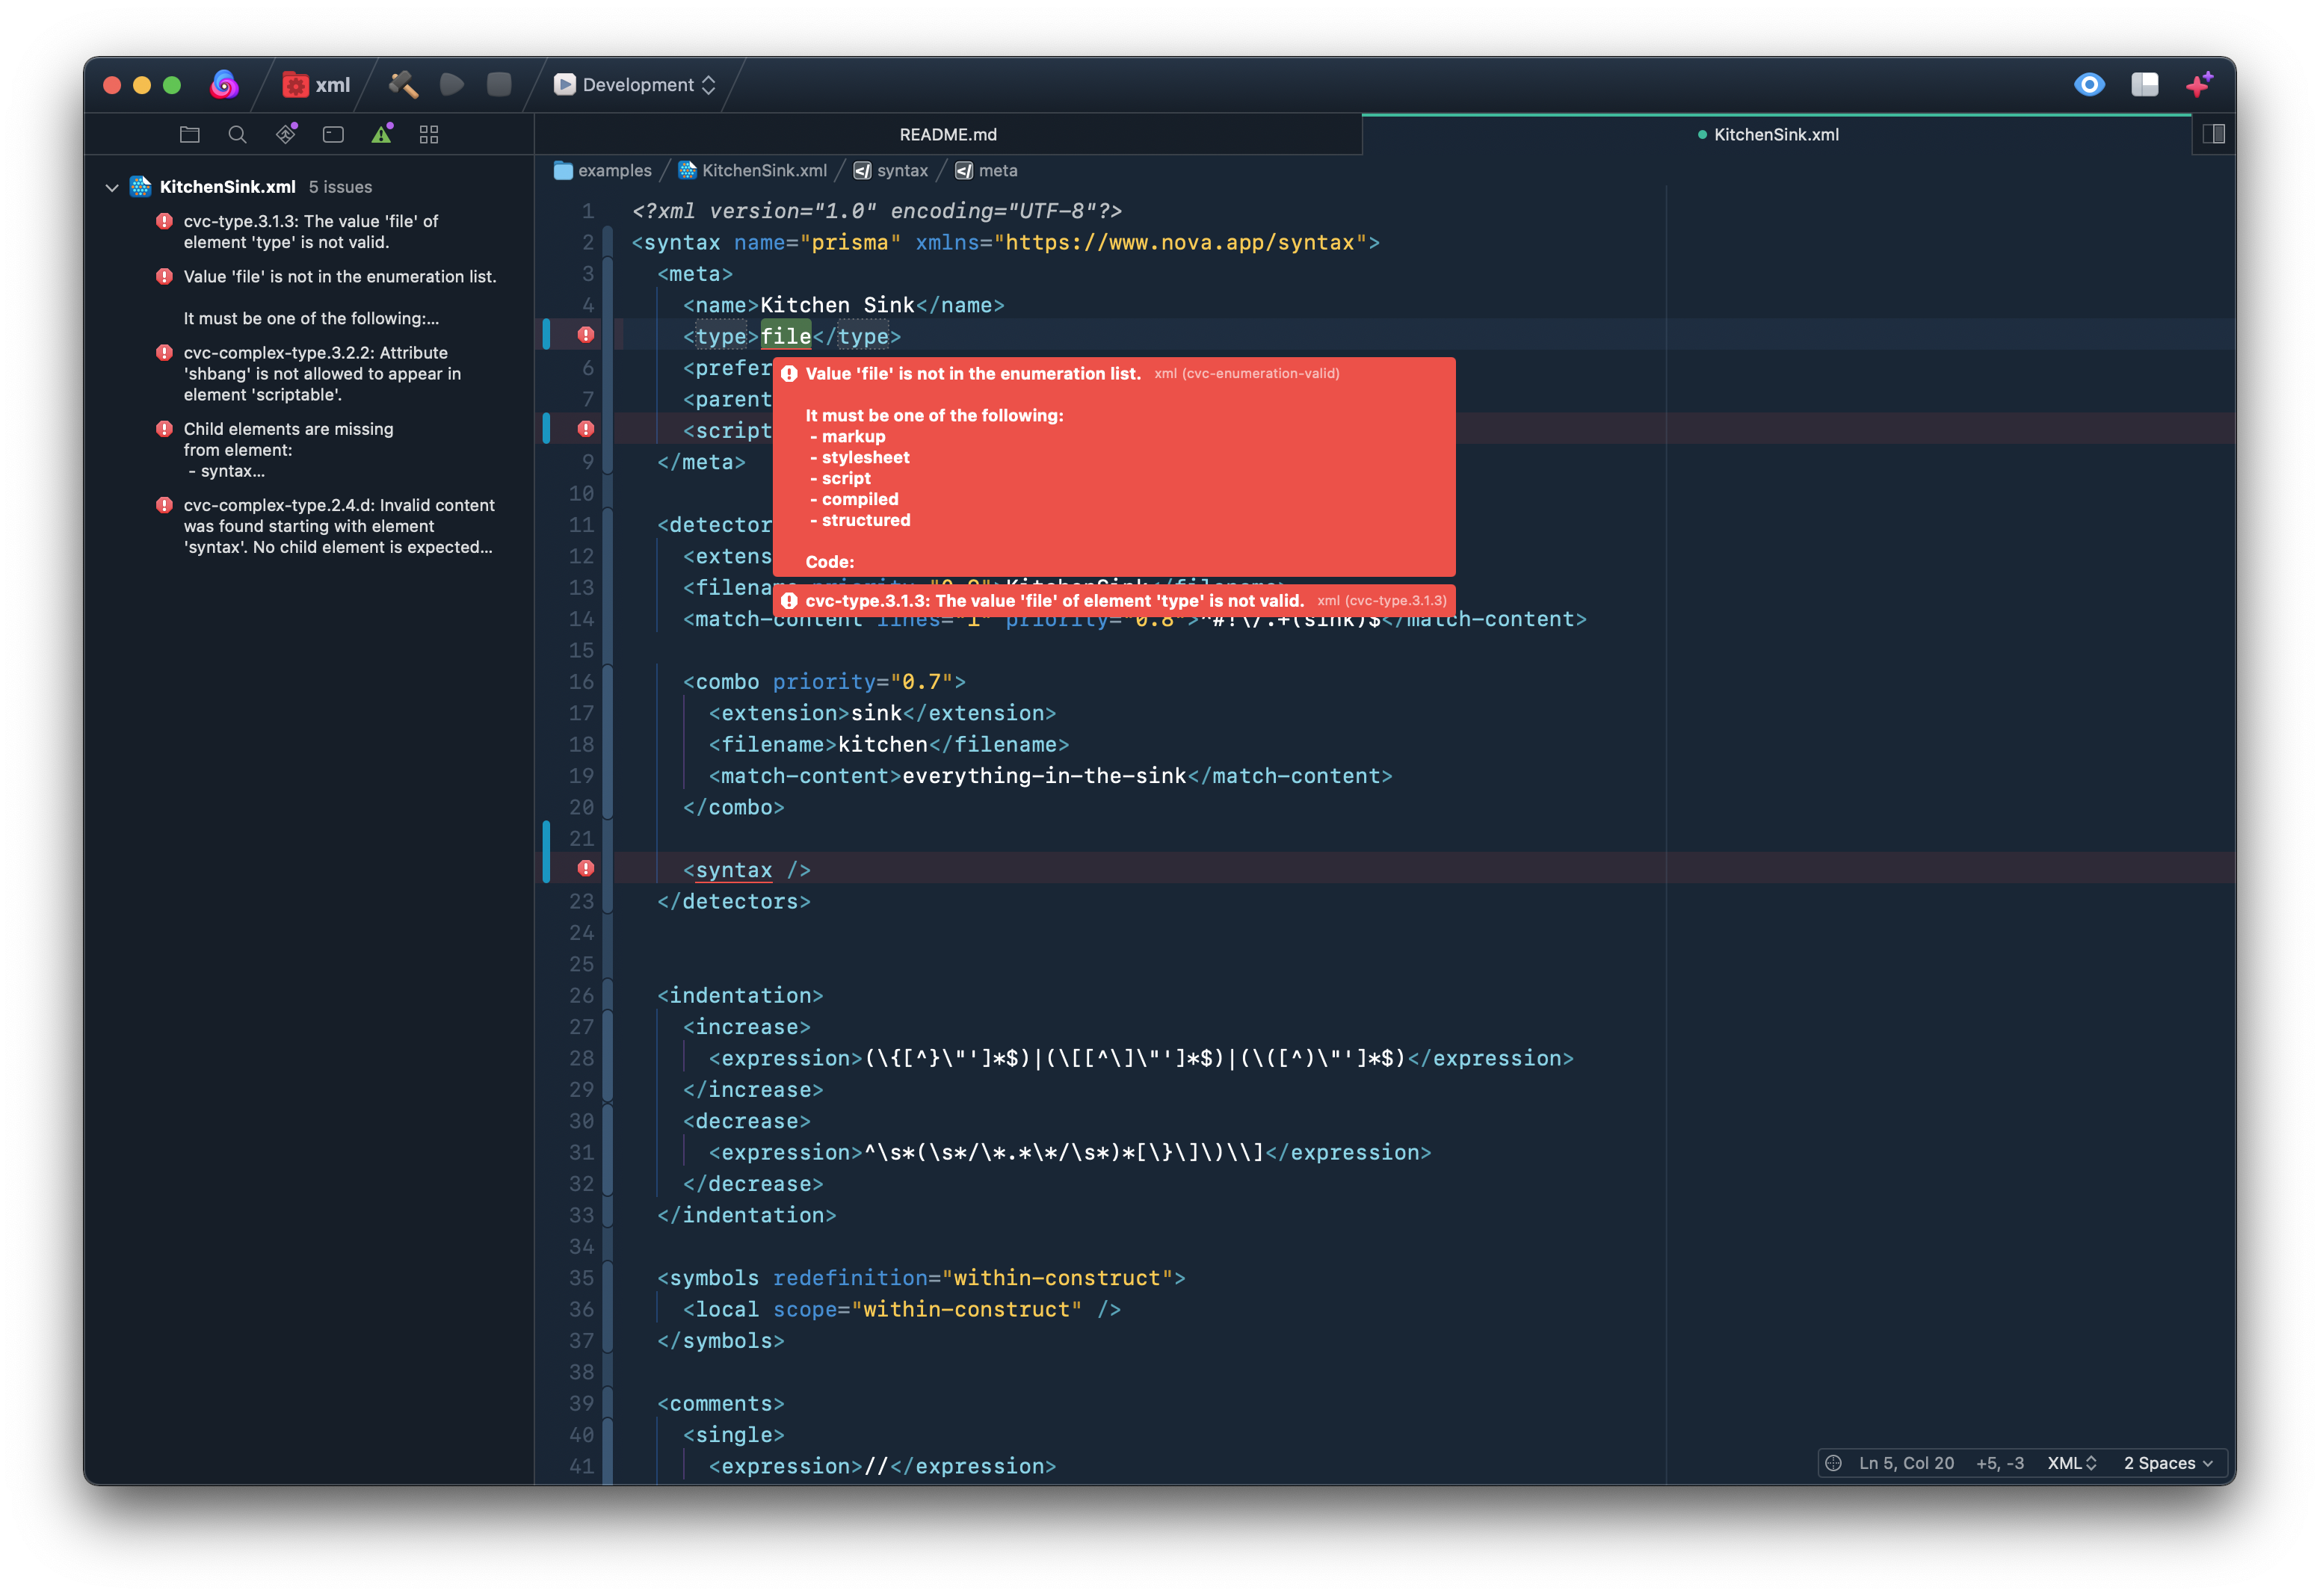 xml
Development
README.md
KitchenSink.xml
KitchenSink.xml 5 issues
cvc-type.3.1.3: The value 'file' of
element 'type' is not valid.
Value 'file' is not in the enumeration list.
It must be one of the following:...
cvc-complex-type.3.2.2: Attribute
'shbang' is not allowed to appear in
element 'scriptable'.
Child elements are missing
from element:
- syntax...
cvc-complex-type.2.4.d: Invalid content
was found starting with element
'syntax'. No child element is expected...
examples KitchenSink.xml syntax meta
1 <?xml version="1.0" encoding="UTF-8"?>
2 <syntax name="prisma" xmlns="https://www.nova.app/syntax">
3 <meta>
4 <name>Kitchen Sink</name>
<type>file</type>
6 <prefer
7 <parent
<script
9 </meta>
10
11 <detector
12 <extens
13 <filena
14 <match-content lines="1" priority="0.8">^#!\/.+(sink)$</match-content>
Value 'file' is not in the enumeration list. xml (cvc-enumeration-valid)
It must be one of the following:
- markup
- stylesheet
- script
- compiled
- structured
Code:
cvc-type.3.1.3: The value 'file' of element 'type' is not valid. xml (cvc-type.3.1.3)
15
16 <combo priority="0.7">
17 <extension>sink</extension>
18 <filename>kitchen</filename>
19 <match-content>everything-in-the-sink</match-content>
20 </combo>
21
<syntax />
23 </detectors>
24
25
26 <indentation>
27 <increase>
28 <expression>(\{[^}\"']*$)|(\[[^\]\"']*$)|(\([^)\"']*$)</expression>
29 </increase>
30 <decrease>
31 <expression>^\s*(\s*/\*.*\*/\s*)*[\}\]\)\\]</expression>
32 </decrease>
33 </indentation>
34
35 <symbols redefinition="within-construct">
36 <local scope="within-construct" />
37 </symbols>
38
39 <comments>
40 <single>
41 <expression>//</expression>
Ln 5, Col 20 +5, -3 XML 2 Spaces